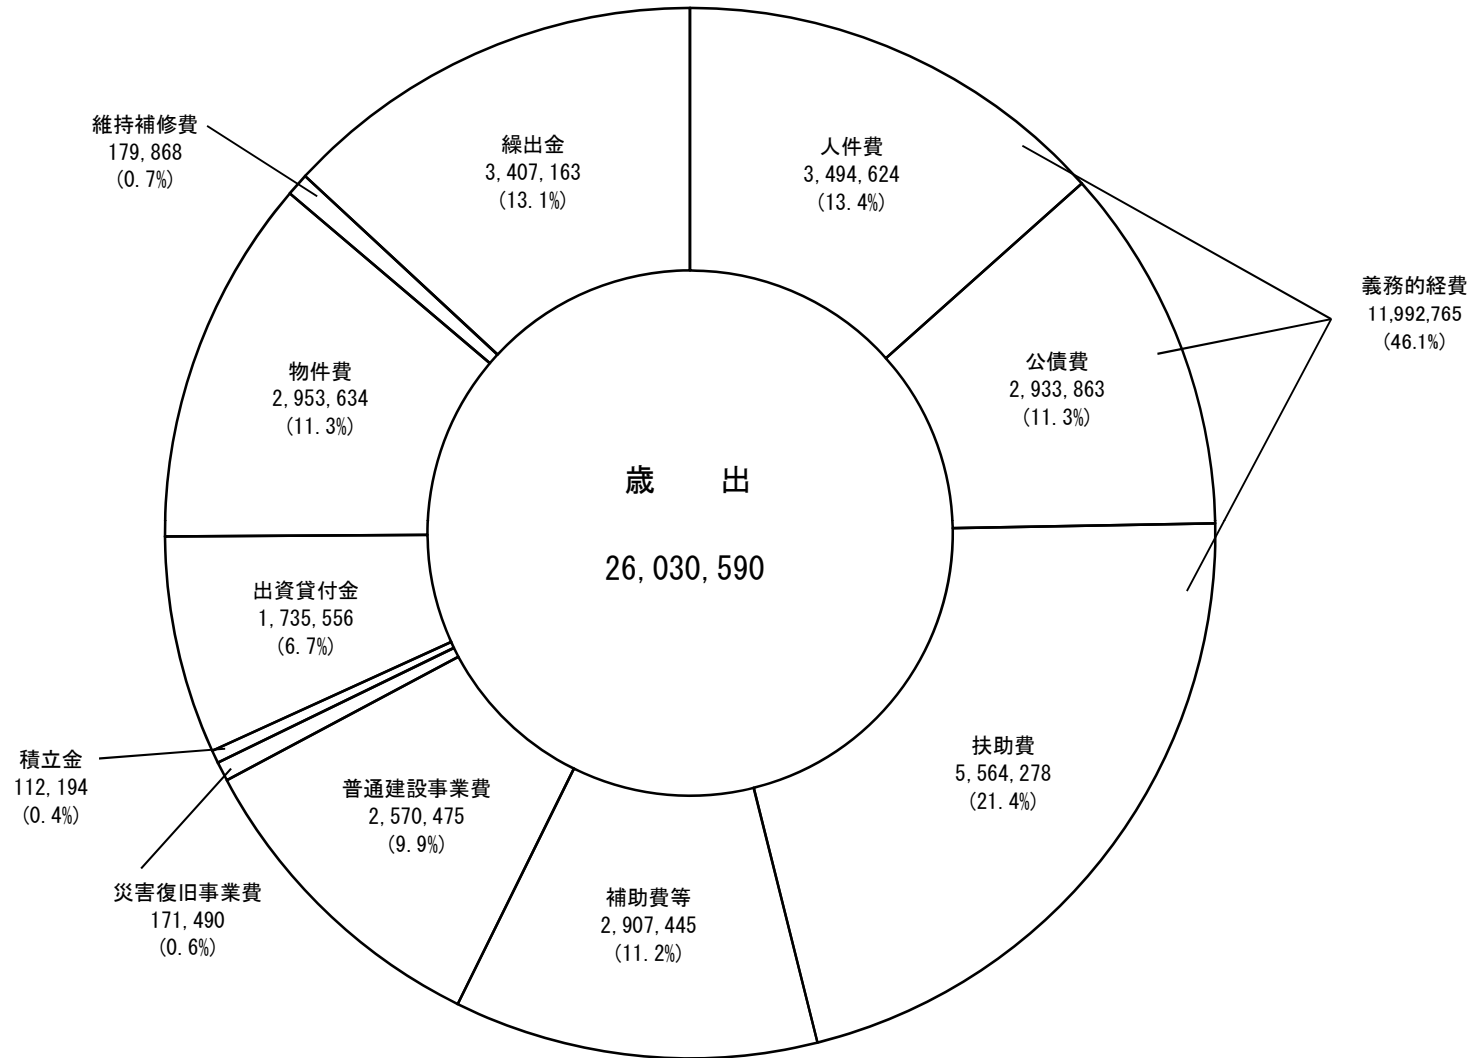 歳　出
26,030,590
人件費
3,494,624
(13.4%)
公債費
2,933,863
(11.3%)
義務的経費
11,992,765
(46.1%)
扶助費
5,564,278
(21.4%)
補助費等
2,907,445
(11.2%)
普通建設事業費
2,570,475
(9.9%)
災害復旧事業費
171,490
(0.6%)
積立金
112,194
(0.4%)
出資貸付金
1,735,556
(6.7%)
物件費
2,953,634
(11.3%)
維持補修費
179,868
(0.7%)
繰出金
3,407,163
(13.1%)